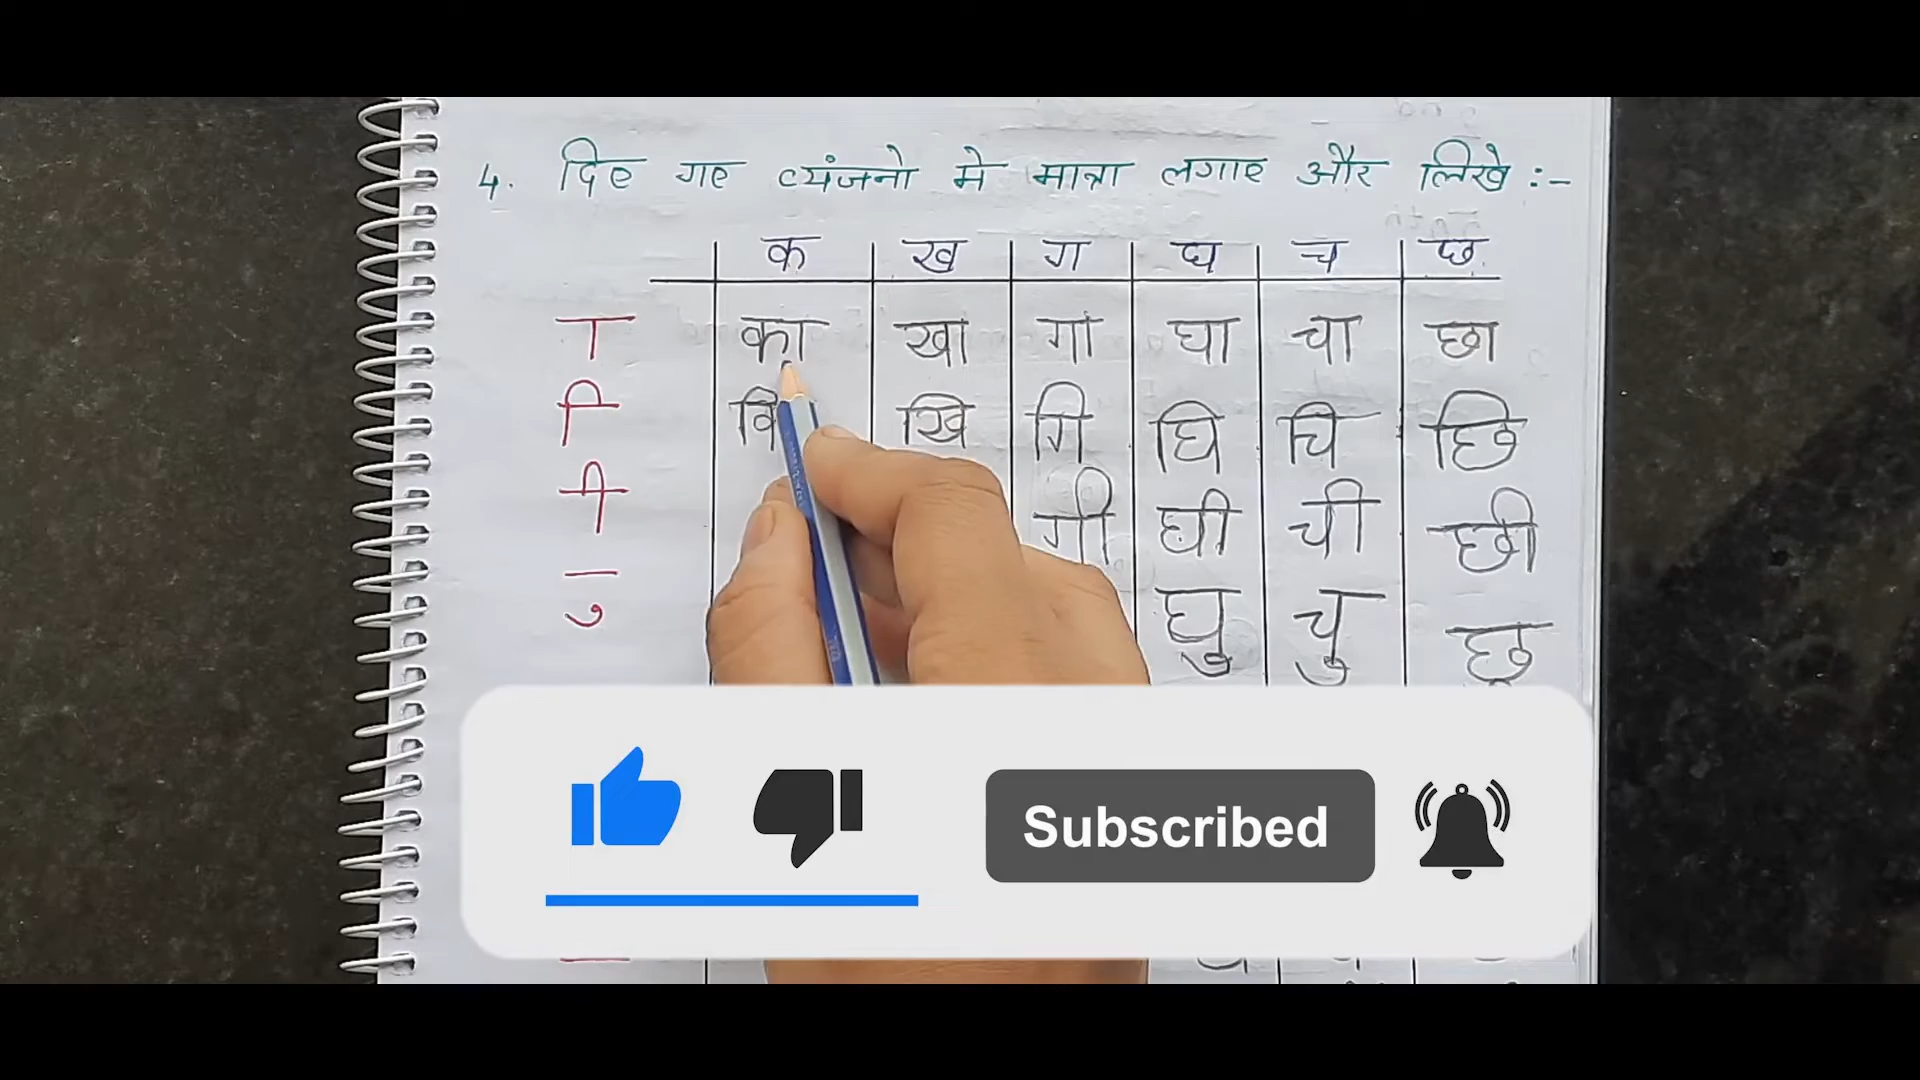 4. दिए गए व्यंजनो मे मात्रा लगाए और लिखे :-
क ख ग घ च छ
ा का खा गा घा चा छा
ि खि गि घि चि छि
ी गी घी ची छी
ु घु चु छु
Subscribed